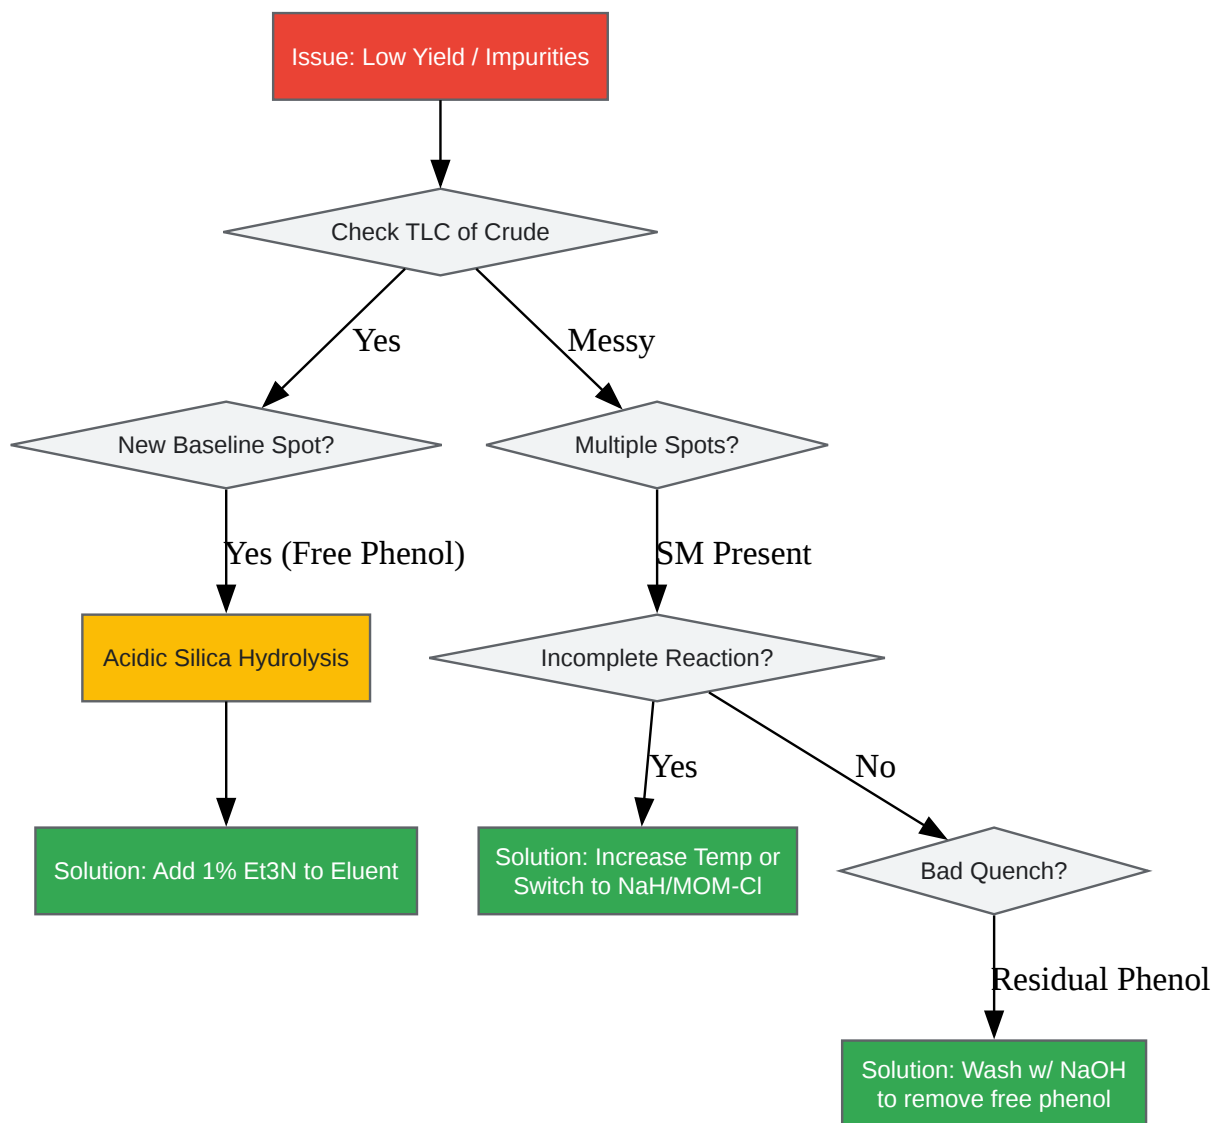 Issue: Low Yield / Impurities
Check TLC of Crude
Yes
Messy
New Baseline Spot?
Multiple Spots?
Yes (Free Phenol)
SM Present
Acidic Silica Hydrolysis
Incomplete Reaction?
Yes
No
Solution: Add 1% Et3N to Eluent
Solution: Increase Temp or
Switch to NaH/MOM-Cl
Bad Quench?
Residual Phenol
Solution: Wash w/ NaOH
to remove free phenol